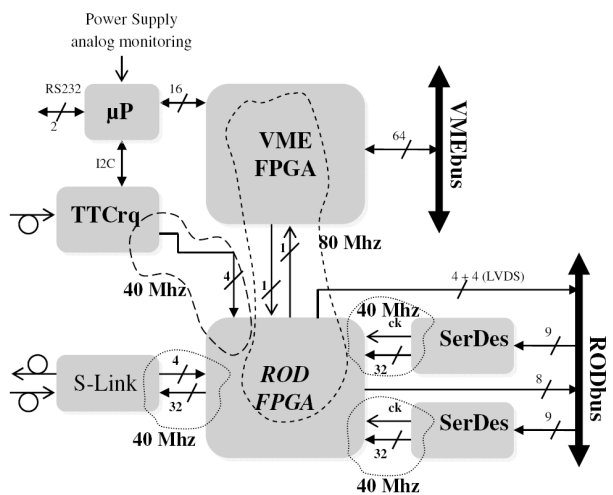 Power Supply
analog monitoring
RS232
2
µP
16
VME
FPGA
64
VMEbus
I2C
TTCrq
40 Mhz
4
1
1
80 Mhz
4 + 4 (LVDS)
40 Mhz
ck
32
SerDes
9
RODbus
S-Link
4
32
40 Mhz
ROD
FPGA
8
ck
32
SerDes
9
40 Mhz